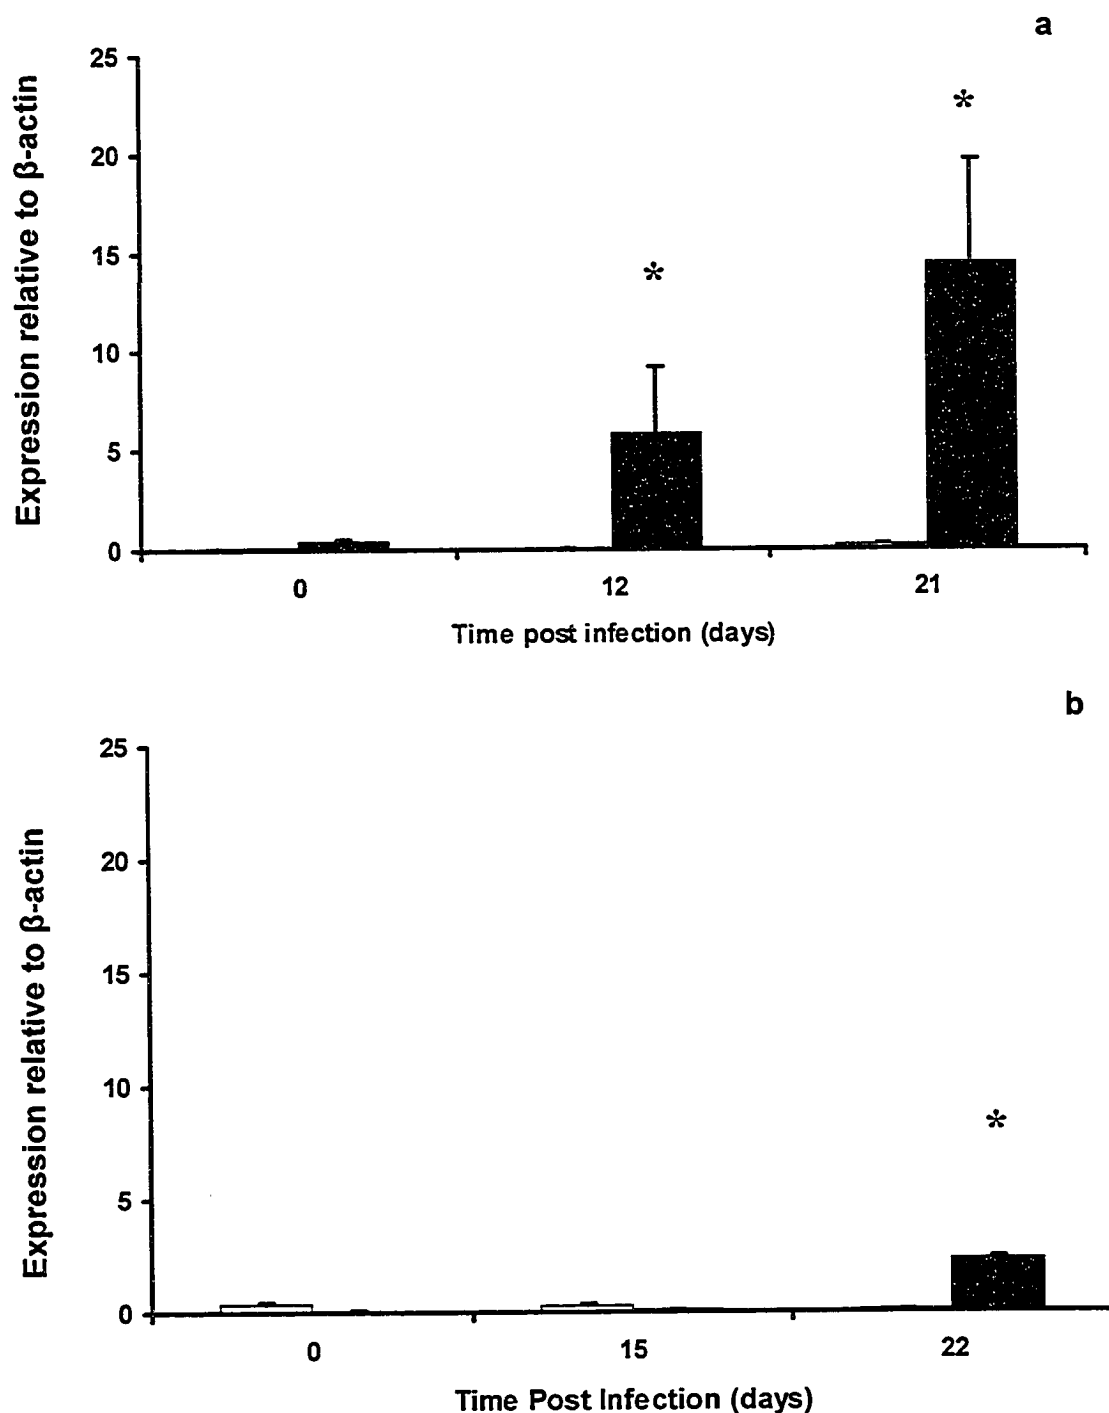 a
Expression relative to β-actin
25
20
15
10
5
0
*
*
0 12 21
Time post infection (days)
b
Expression relative to β-actin
25
20
15
10
5
0
*
0 15 22
Time Post Infection (days)